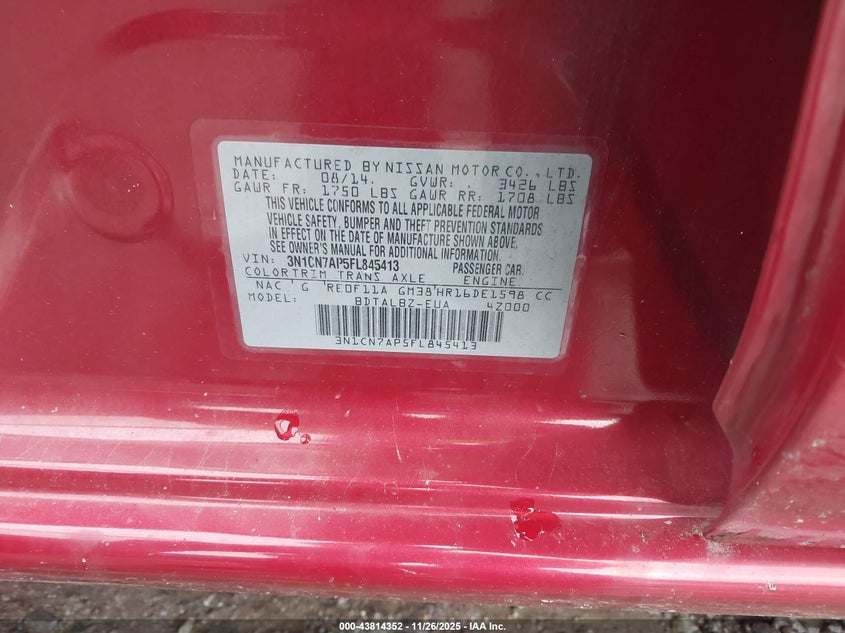 MANUFACTURED BY NISSAN MOTOR CO., LTD.
DATE: 08/14. GVWR: 3426 LBS
GAWR FR: 1750 LBS GAWR RR: 1708 LBS
THIS VEHICLE CONFORMS TO ALL APPLICABLE FEDERAL MOTOR
VEHICLE SAFETY, BUMPER AND THEFT PREVENTION STANDARDS
IN EFFECT ON THE DATE OF MANUFACTURE SHOWN ABOVE.
SEE OWNER'S MANUAL FOR ADDITIONAL INFORMATION.
VIN: 3N1CN7AP5FL845413 PASSENGER CAR.
COLOR TRIM TRANS AXLE ENGINE
NAC 'G 'RE0F11A GM38'HR16DE1598 CC
MODEL: BDTALBZ-EUA 4Z000
3N1CN7AP5FL845413
000-43814352 - 11/26/2025 - IAA Inc.